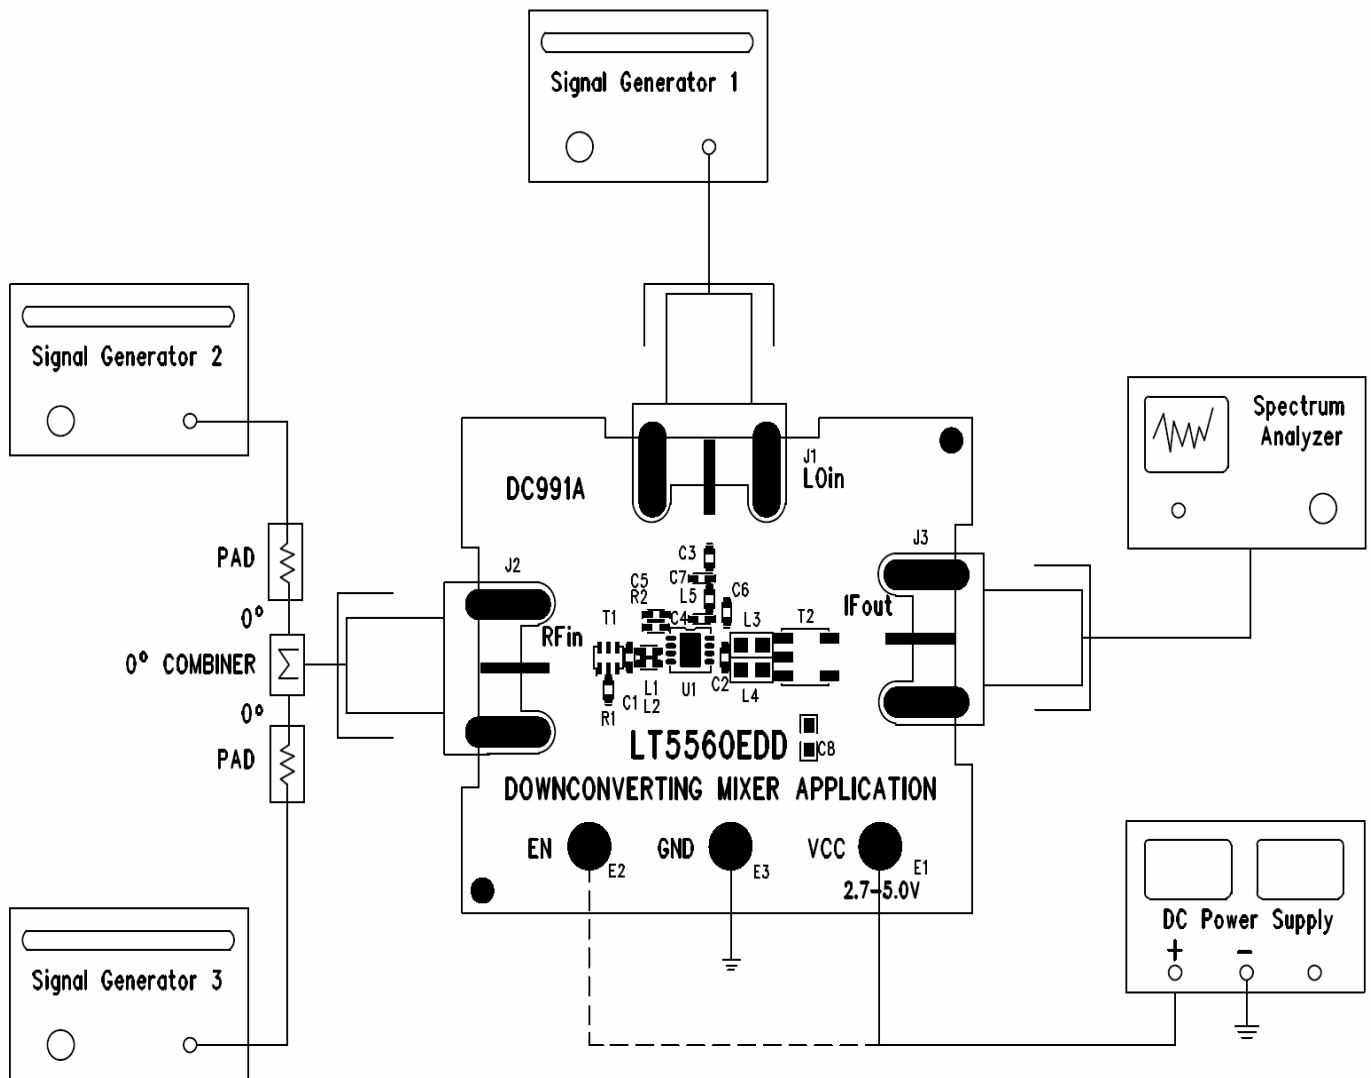 Signal Generator 1
Signal Generator 2
Spectrum
Analyzer
J1
LOin
DC991A
PAD
0°
0° COMBINER
Σ
0°
PAD
J2
RFin
J3
IFout
C3
C7
L5
C6
C5
R2
C4
T1
L3
T2
R1
C1
L1
L2
U1
C2
L4
LT5560EDD
C8
DOWNCONVERTING MIXER APPLICATION
EN
E2
GND
E3
VCC
E1
2.7-5.0V
Signal Generator 3
DC Power Supply
+ -